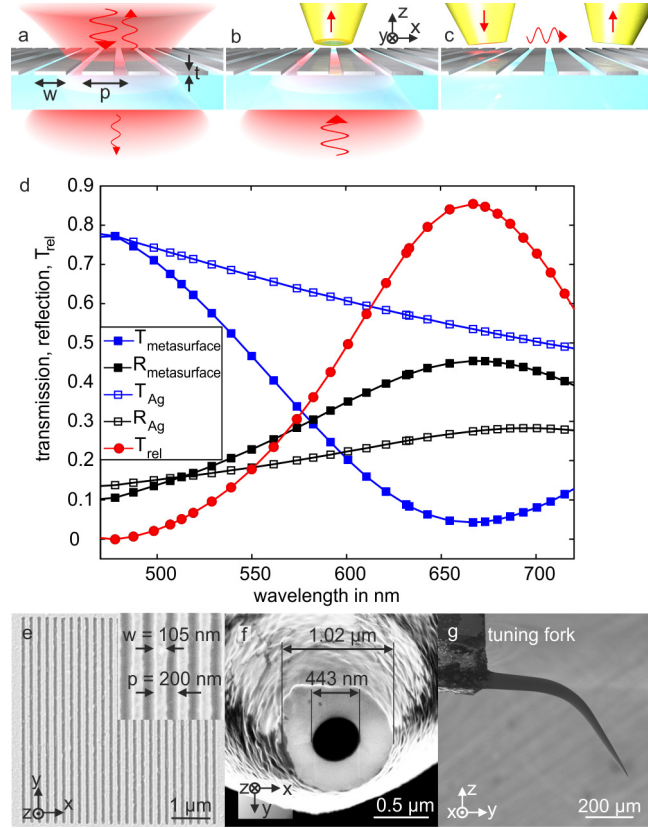 a
b
c
z
y
x
w
p
t
d
0.9
0.8
0.7
0.6
0.5
0.4
0.3
0.2
0.1
0
transmission, reflection, T_rel
T_metasurface
R_metasurface
T_Ag
R_Ag
T_rel
500
550
600
650
700
wavelength in nm
e
w = 105 nm
p = 200 nm
y
z
x
1 µm
f
1.02 µm
443 nm
z
x
y
0.5 µm
g
tuning fork
z
x
y
200 µm